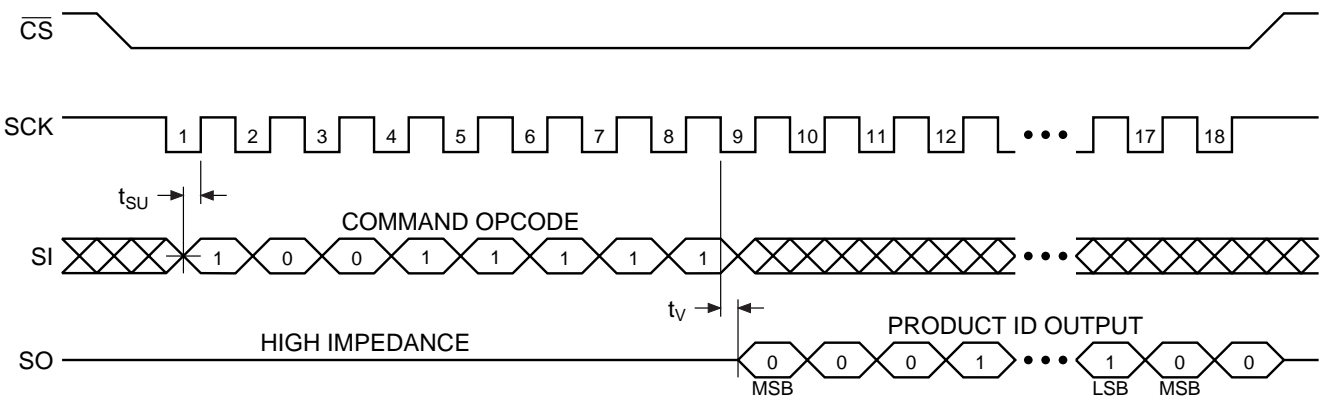 CS
SCK 1 2 3 4 5 6 7 8 9 10 11 12 17 18
tSU
COMMAND OPCODE
SI 1 0 0 1 1 1 1 1
tV
HIGH IMPEDANCE
PRODUCT ID OUTPUT
SO 0 0 0 1 1 0 0
MSB LSB MSB